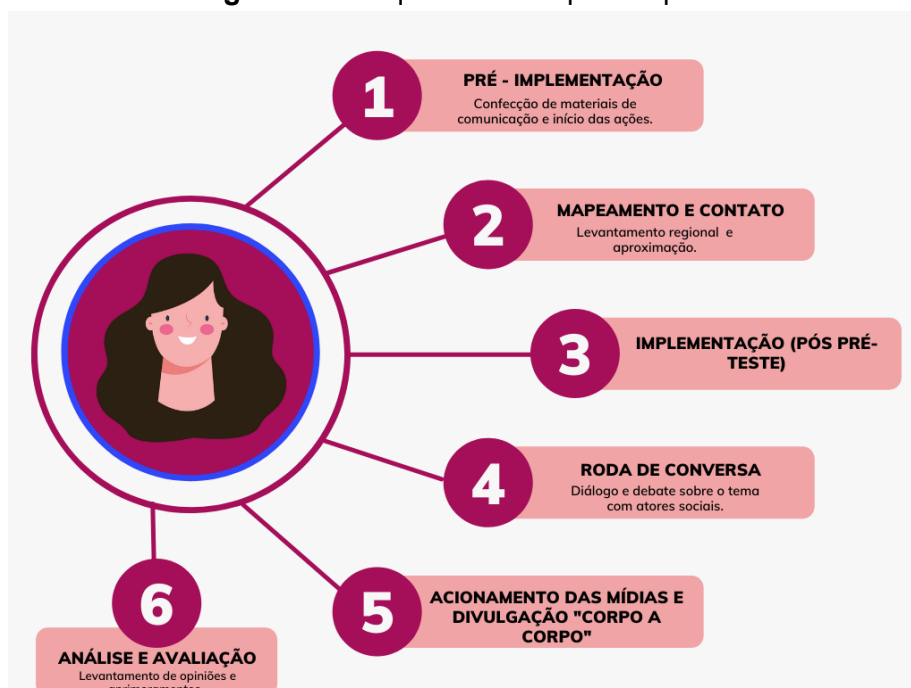 1
PRÉ - IMPLEMENTAÇÃO
Confecção de materiais de
comunicação e início das ações.
2
MAPEAMENTO E CONTATO
Levantamento regional e
aproximação.
3
IMPLEMENTAÇÃO (PÓS PRÉ-
TESTE)
4
RODA DE CONVERSA
Diálogo e debate sobre o tema
com atores sociais.
5
ACIONAMENTO DAS MÍDIAS E
DIVULGAÇÃO "CORPO A
CORPO"
6
ANÁLISE E AVALIAÇÃO
Levantamento de opiniões e